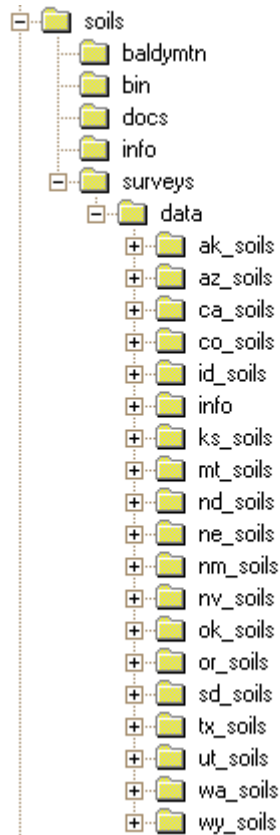 soils
baldymtn
bin
docs
info
surveys
data
ak_soils
az_soils
ca_soils
co_soils
id_soils
info
ks_soils
mt_soils
nd_soils
ne_soils
nm_soils
nv_soils
ok_soils
or_soils
sd_soils
tx_soils
ut_soils
wa_soils
wy_soils